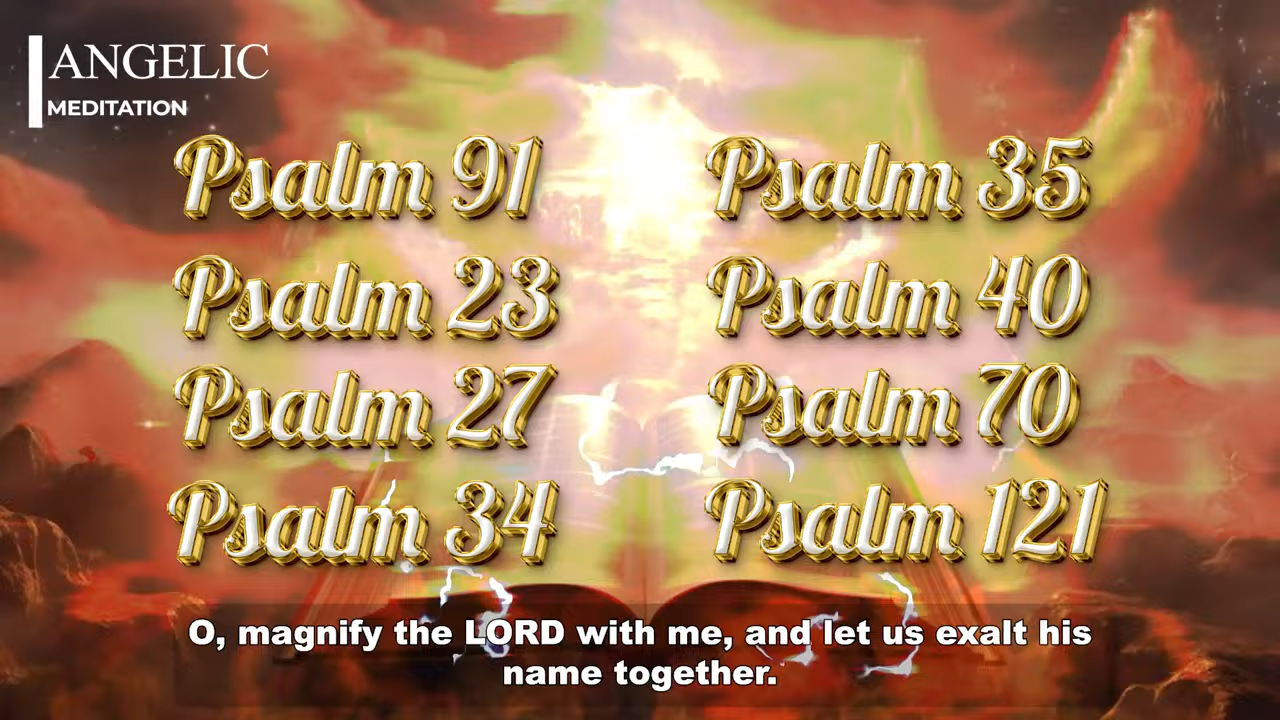 ANGELIC
MEDITATION
Psalm 91
Psalm 23
Psalm 27
Psalm 34
Psalm 35
Psalm 40
Psalm 70
Psalm 121
O, magnify the LORD with me, and let us exalt his
name together.